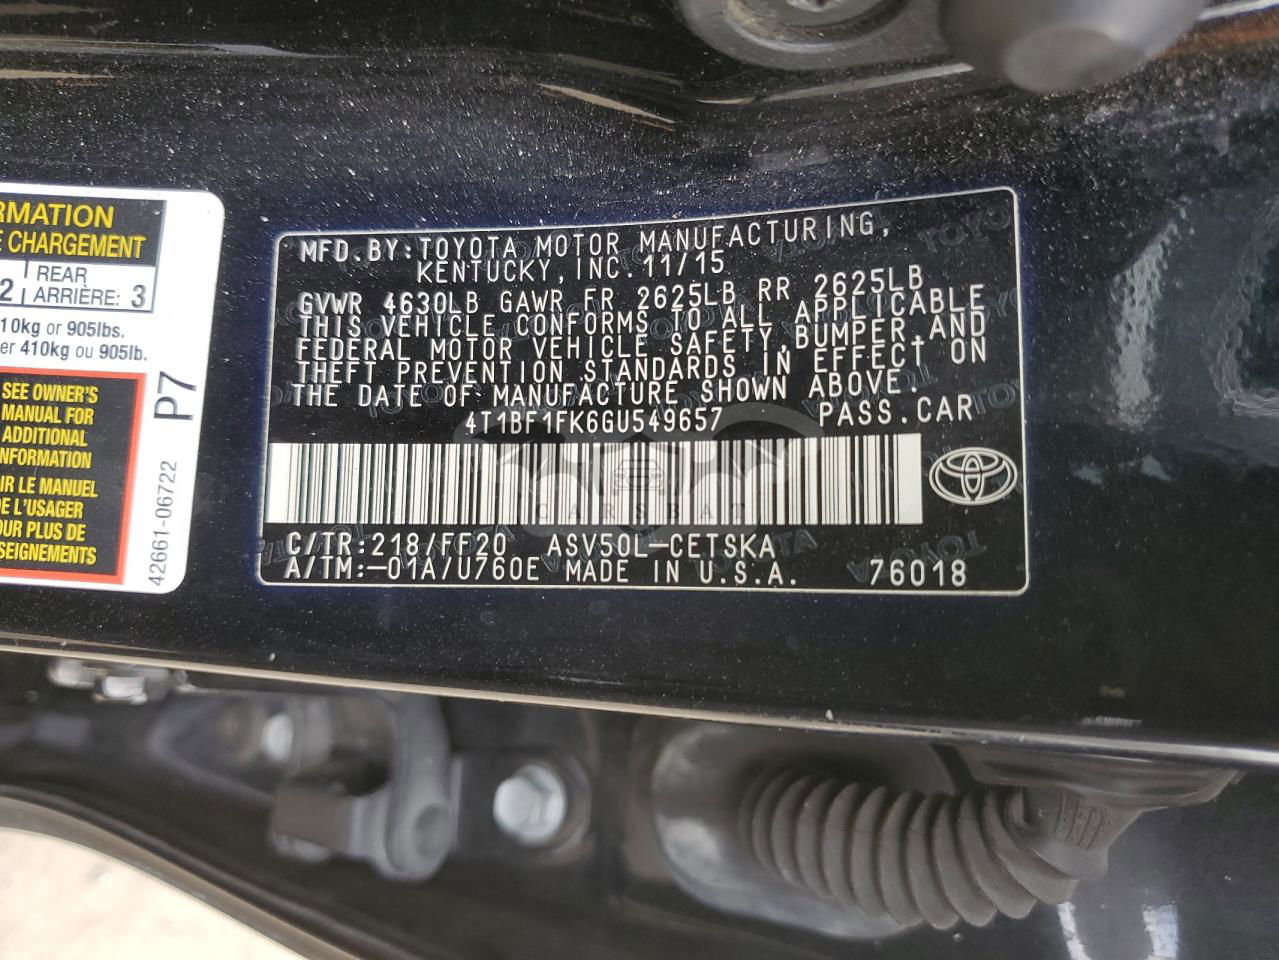 RMATION
E CHARGEMENT
2 REAR
ARRIÈRE: 3
10kg or 905lbs.
er 410kg ou 905lb.
SEE OWNER'S
MANUAL FOR
ADDITIONAL
NFORMATION
IR LE MANUEL
E L'USAGER
OUR PLUS DE
SEIGNEMENTS
P7
42661-06722
MFD.BY:TOYOTA MOTOR MANUFACTURING,
KENTUCKY,INC.11/15
GVWR 4630LB GAWR FR 2625LB RR 2625LB
THIS VEHICLE CONFORMS TO ALL APPLICABLE
FEDERAL MOTOR VEHICLE SAFETY,BUMPER,AND
THEFT PREVENTION STANDARDS IN EFFECT ON
THE DATE OF MANUFACTURE SHOWN ABOVE.
4T1BF1FK6GU549657 PASS.CAR
CARSBAT
C/TR:218/FF20 ASV50L-CETSKA
A/TM:-01A/U760E MADE IN U.S.A. 76018